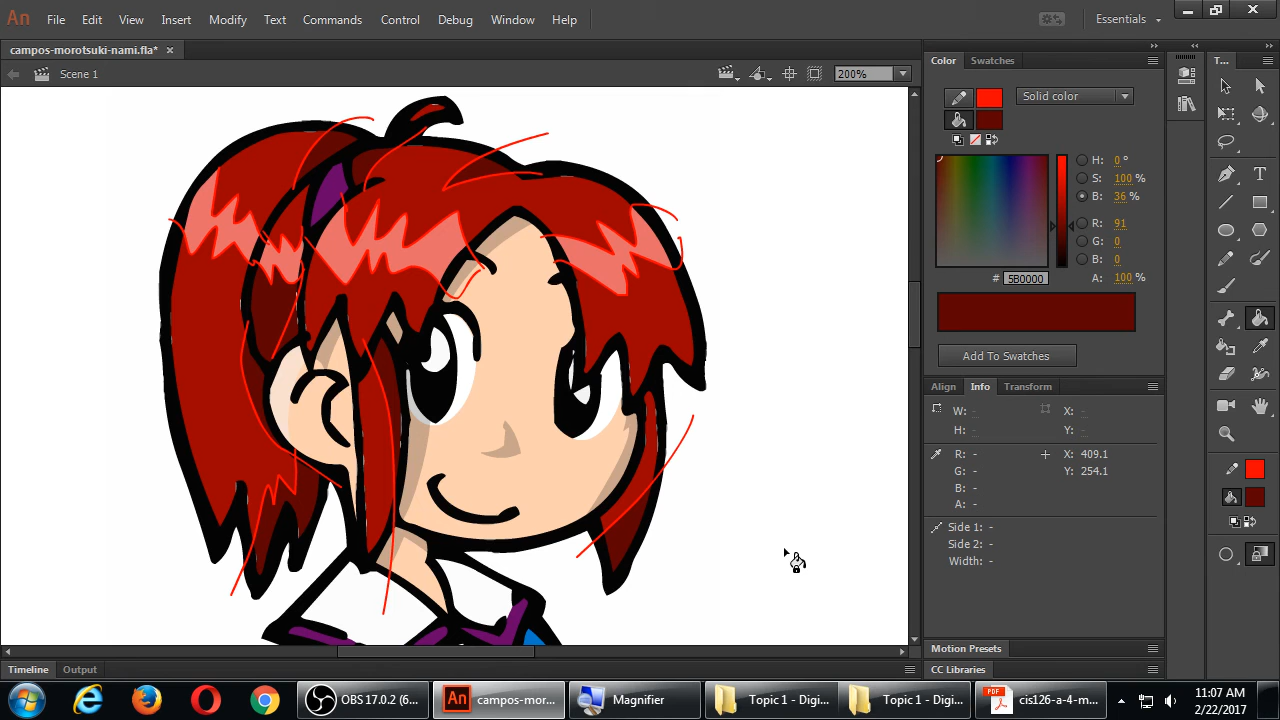 An File Edit View Insert Modify Text Commands Control Debug Window Help Essentials
campos-morotsuki-nami.fla* ×
Scene 1 200%
Color Swatches
Solid color
H: 0 °
S: 100 %
B: 36 %
R: 91
G: 0
B: 0
# 5B0000 A: 100 %
Add To Swatches
Align Info Transform
W: - X: -
H: - Y: -
R: - X: 409.1
G: - Y: 254.1
B: -
A: -
Side 1: -
Side 2: -
Width: -
Motion Presets
CC Libraries
T...
T
Timeline Output
OBS 17.0.2 (6... An campos-mor... Magnifier Topic 1 - Digi... Topic 1 - Digi... PDF cis126-a-4-m...
11:07 AM
2/22/2017